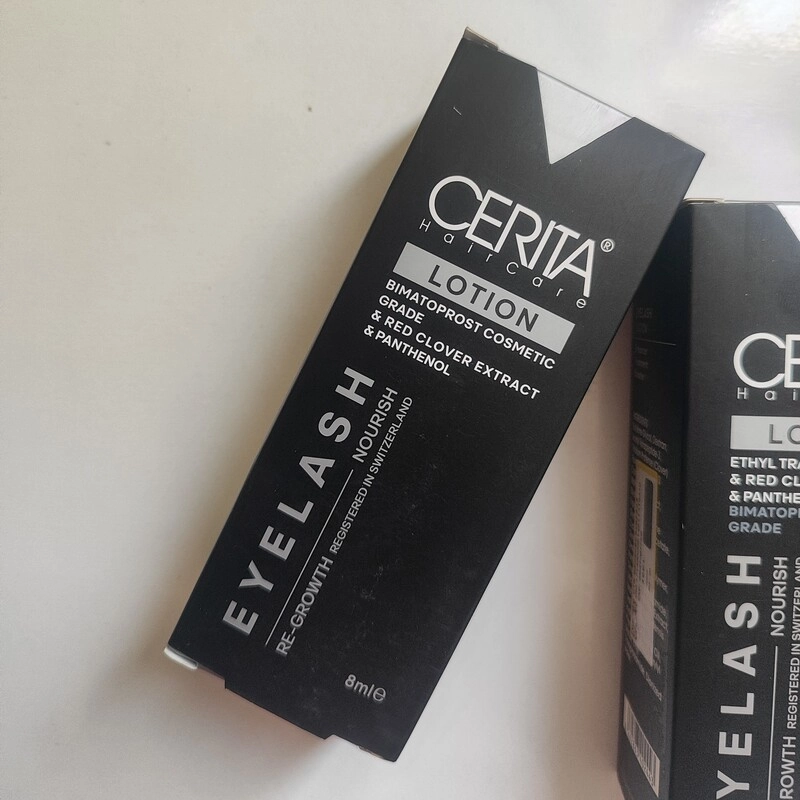 CERITA®
HairCare
LOTION
BIMATOPROST COSMETIC
GRADE
& RED CLOVER EXTRACT
& PANTHENOL
EYELASH
RE-GROWTH NOURISH
REGISTERED IN SWITZERLAND
8ml℮
CE
Hai
LO
ETHYL TRA
& RED CL
& PANTHE
BIMATOP
GRADE
EYELASH
ROWTH NOURISH
REGISTERED IN SWITZERLAND